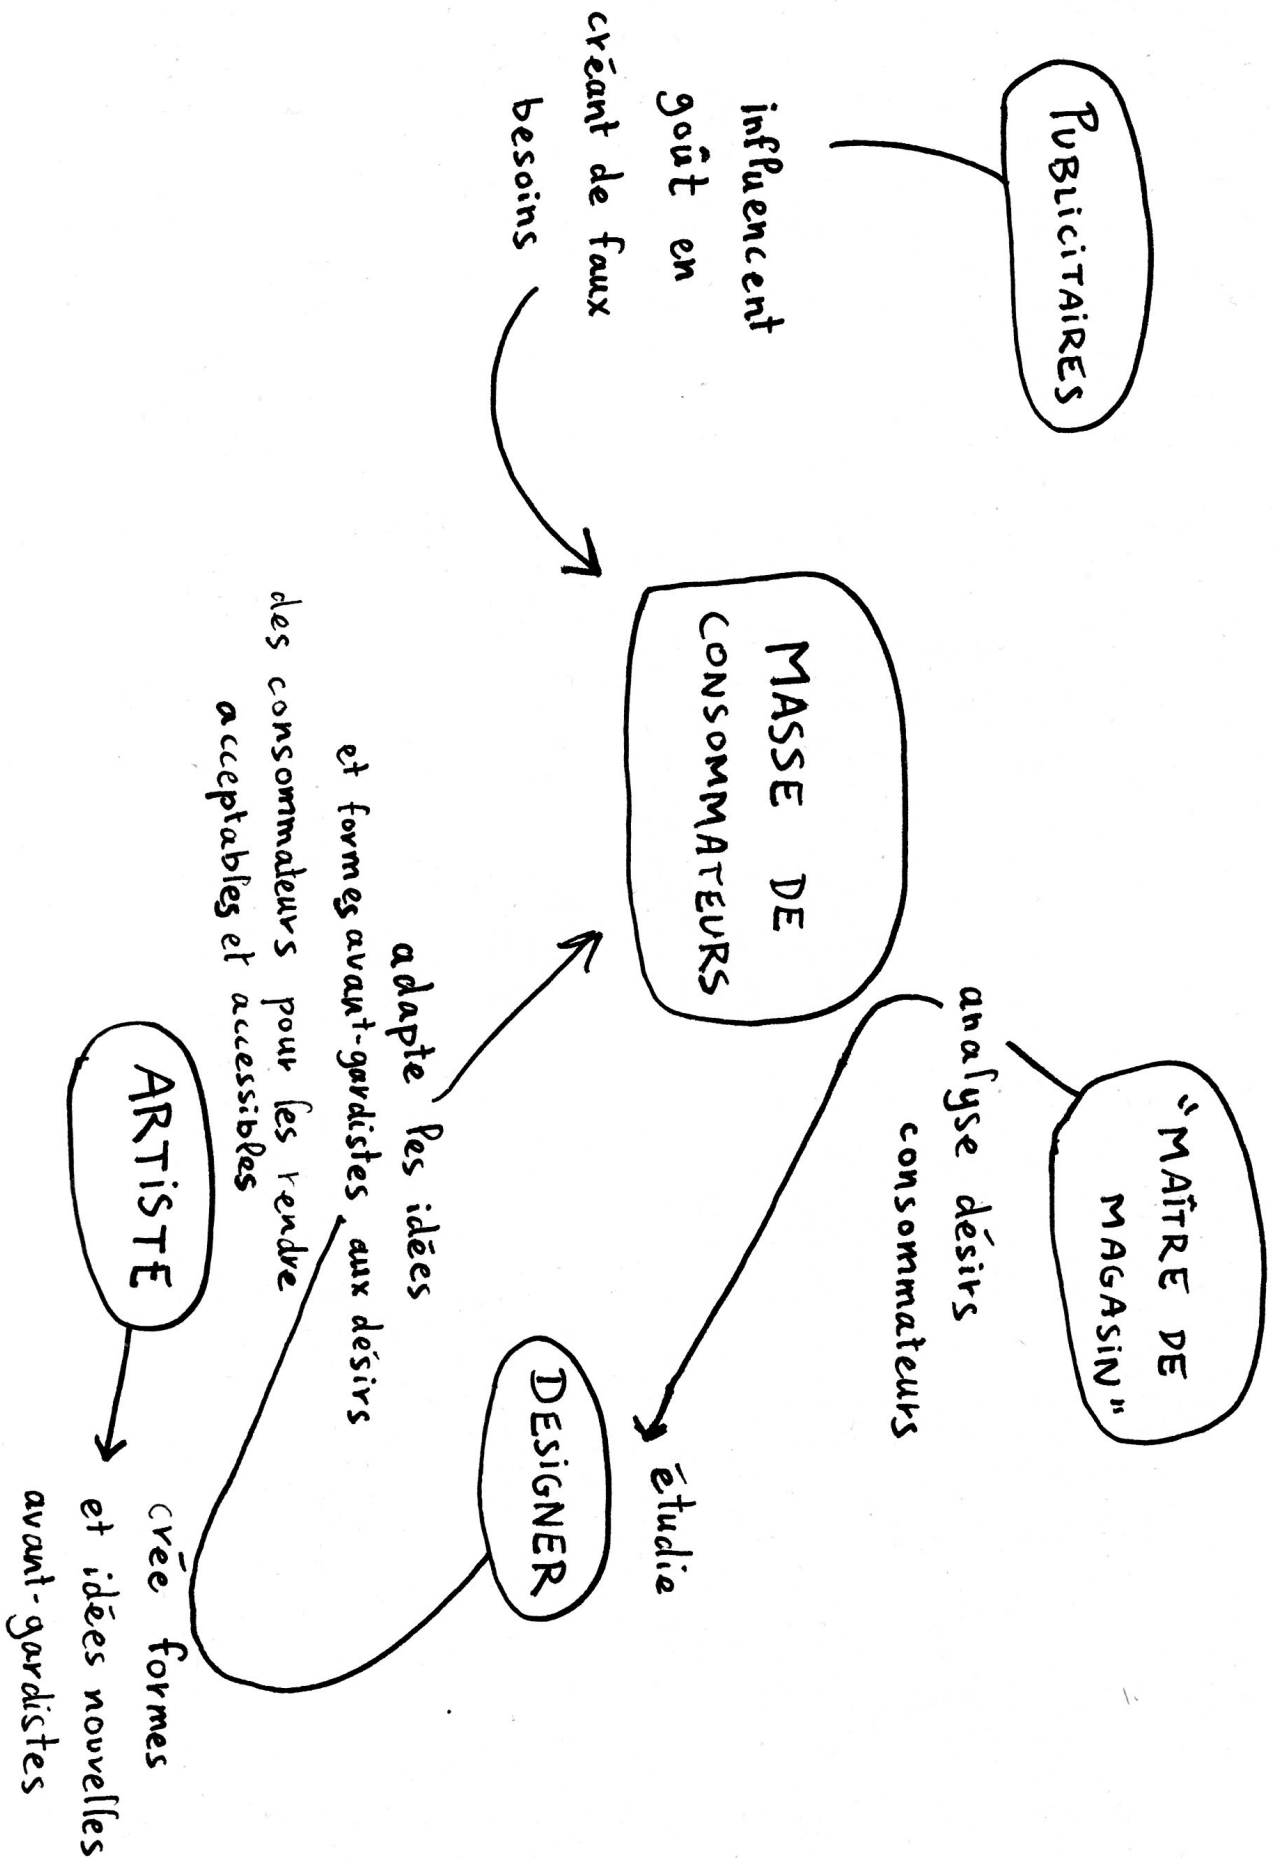 PUBLICITAIRES
influencent
goût en
créant de faux
besoins
MASSE DE
CONSOMMATEURS
"MAÎTRE DE
MAGASIN"
analyse désirs
consommateurs
étudie
DESIGNER
adapte les idées
et formes avant-gardistes aux désirs
des consommateurs pour les rendre
acceptables et accessibles
ARTISTE
crée formes
et idées nouvelles
avant-gardistes